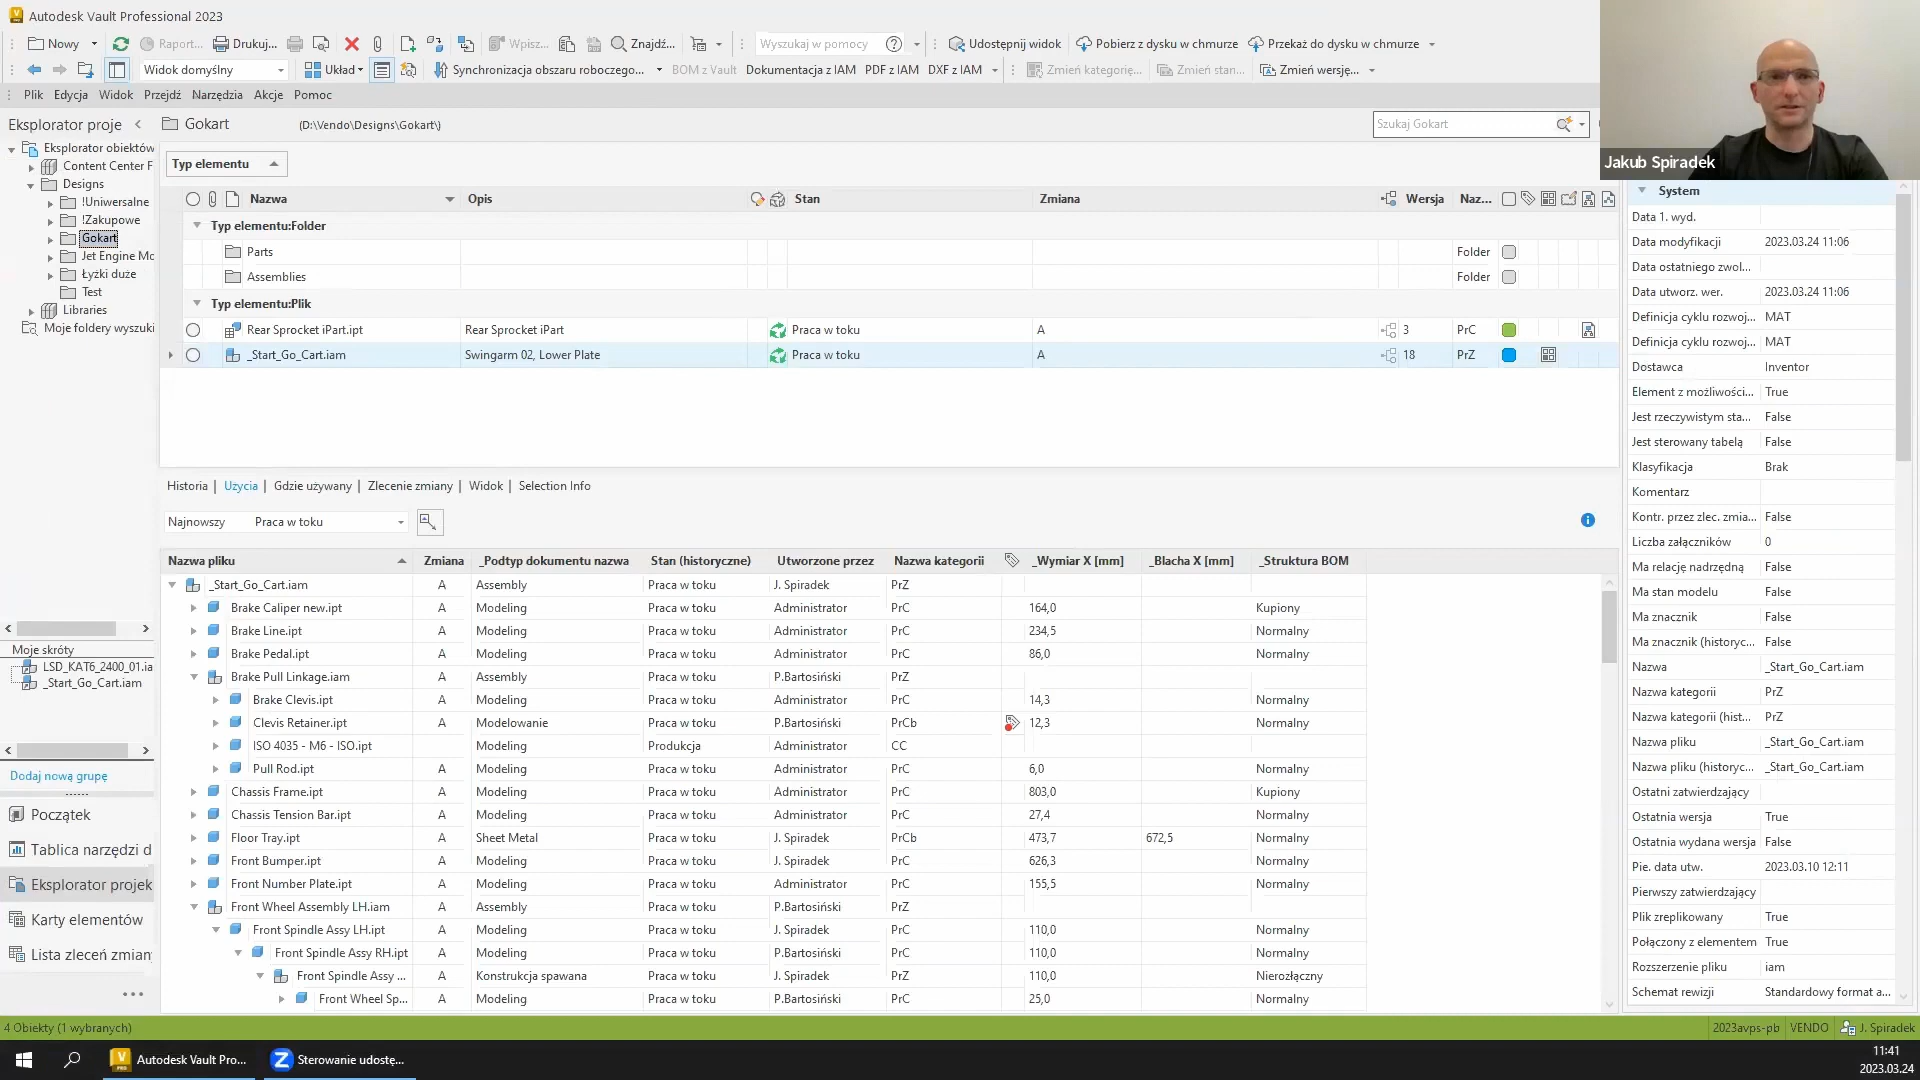 Autodesk Vault Professional 2023
Nowy Raport... Drukuj... Wpisz... Znajdź... Wyszukaj w pomocy Udostępnij widok Pobierz z dysku w chmurze Przekaż do dysku w chmurze
Widok domyślny Układ Synchronizacja obszaru roboczego... BOM z Vault Dokumentacja z IAM PDF z IAM DXF z IAM Zmień kategorię... Zmień stan... Zmień wersję...
Plik Edycja Widok Przejdź Narzędzia Akcje Pomoc
Eksplorator proje
Eksplorator obiektów
Content Center F
Designs
!Uniwersalne
!Zakupowe
Gokart
Jet Engine Mo
Łyżki duże
Test
Libraries
Moje foldery wyszuki
Moje skróty
LSD_KAT6_2400_01.ia
_Start_Go_Cart.iam
Dodaj nową grupę
Początek
Tablica narzędzi d
Eksplorator projek
Karty elementów
Lista zleceń zmian
Gokart (D:\Vendo\Designs\Gokart\)
Szukaj Gokart
Typ elementu
Nazwa Opis Stan Zmiana Wersja Naz...
Typ elementu:Folder
Parts Folder
Assemblies Folder
Typ elementu:Plik
Rear Sprocket iPart.ipt Rear Sprocket iPart Praca w toku A 3 PrC
_Start_Go_Cart.iam Swingarm 02, Lower Plate Praca w toku A 18 PrZ
Historia | Użycia | Gdzie używany | Zlecenie zmiany | Widok | Selection Info
Najnowszy Praca w toku
Nazwa pliku Zmiana _Podtyp dokumentu nazwa Stan (historyczne) Utworzone przez Nazwa kategorii _Wymiar X [mm] _Blacha X [mm] _Struktura BOM
_Start_Go_Cart.iam A Assembly Praca w toku J. Spiradek PrZ
Brake Caliper new.ipt A Modeling Praca w toku Administrator PrC 164,0 Kupiony
Brake Line.ipt A Modeling Praca w toku Administrator PrC 234,5 Normalny
Brake Pedal.ipt A Modeling Praca w toku Administrator PrC 86,0 Normalny
Brake Pull Linkage.iam A Assembly Praca w toku P.Bartosiński PrZ
Brake Clevis.ipt A Modeling Praca w toku Administrator PrC 14,3 Normalny
Clevis Retainer.ipt A Modelowanie Praca w toku P.Bartosiński PrCb 12,3 Normalny
ISO 4035 - M6 - ISO.ipt Modeling Produkcja Administrator CC
Pull Rod.ipt A Modeling Praca w toku Administrator PrC 6,0 Normalny
Chassis Frame.ipt A Modeling Praca w toku Administrator PrC 803,0 Kupiony
Chassis Tension Bar.ipt A Modeling Praca w toku Administrator PrC 27,4 Normalny
Floor Tray.ipt A Sheet Metal Praca w toku J. Spiradek PrCb 473,7 672,5 Normalny
Front Bumper.ipt A Modeling Praca w toku J. Spiradek PrC 626,3 Normalny
Front Number Plate.ipt A Modeling Praca w toku Administrator PrC 155,5 Normalny
Front Wheel Assembly LH.iam A Assembly Praca w toku P.Bartosiński PrZ
Front Spindle Assy LH.ipt A Modeling Praca w toku J. Spiradek PrC 110,0 Normalny
Front Spindle Assy RH.ipt A Modeling Praca w toku P.Bartosiński PrC 110,0 Normalny
Front Spindle Assy ... A Konstrukcja spawana Praca w toku J. Spiradek PrZ 110,0 Nierozłączny
Front Wheel Sp... A Modeling Praca w toku P.Bartosiński PrC 25,0 Normalny
Jakub Spiradek
System
Data 1. wyd.
Data modyfikacji 2023.03.24 11:06
Data ostatniego zwol...
Data utworz. wer. 2023.03.24 11:06
Definicja cyklu rozwoj... MAT
Definicja cyklu rozwoj... MAT
Dostawca Inventor
Element z możliwości... True
Jest rzeczywistym sta... False
Jest sterowany tabelą False
Klasyfikacja Brak
Komentarz
Kontr. przez zlec. zmia... False
Liczba załączników 0
Ma relację nadrzędną False
Ma stan modelu False
Ma znacznik False
Ma znacznik (historyc... False
Nazwa _Start_Go_Cart.iam
Nazwa kategorii PrZ
Nazwa kategorii (hist... PrZ
Nazwa pliku _Start_Go_Cart.iam
Nazwa pliku (historyc... _Start_Go_Cart.iam
Ostatni zatwierdzający
Ostatnia wersja True
Ostatnia wydana wersja False
Pie. data utw. 2023.03.10 12:11
Pierwszy zatwierdzający
Plik zreplikowany True
Połączony z elementem True
Rozszerzenie pliku iam
Schemat rewizji Standardowy format a...
4 Obiekty (1 wybranych) 2023avps-pb VENDO J. Spiradek
Autodesk Vault Pro... Sterowanie udostę...
11:41
2023.03.24